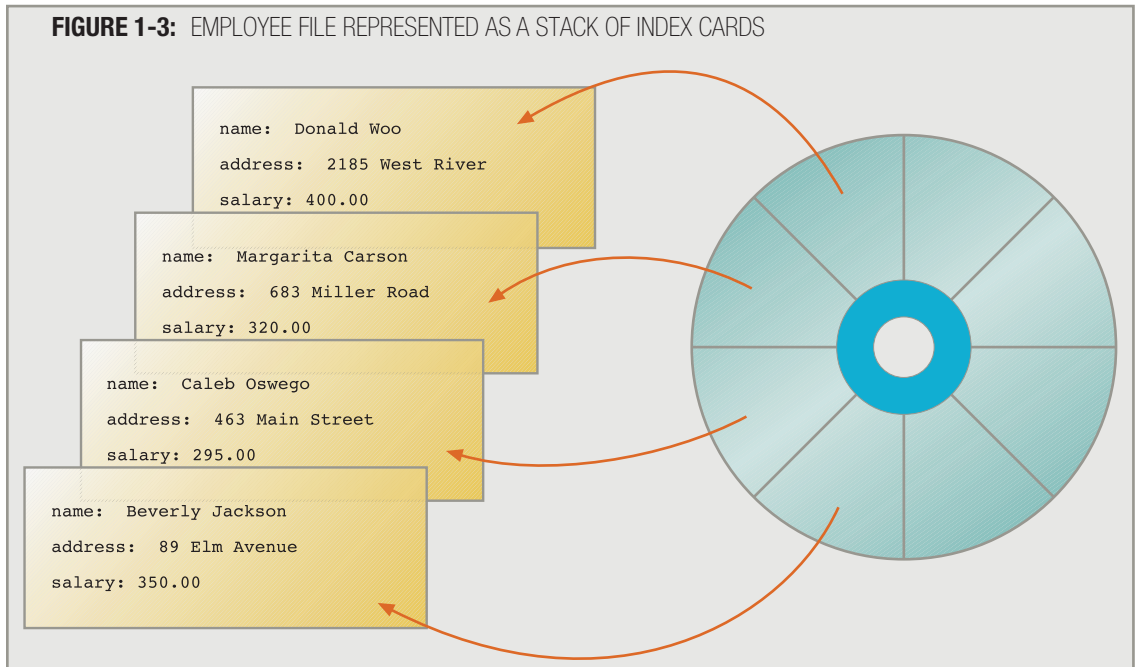 FIGURE 1-3: EMPLOYEE FILE REPRESENTED AS A STACK OF INDEX CARDS
name: Donald Woo
address: 2185 West River
salary: 400.00
name: Margarita Carson
address: 683 Miller Road
salary: 320.00
name: Caleb Oswego
address: 463 Main Street
salary: 295.00
name: Beverly Jackson
address: 89 Elm Avenue
salary: 350.00